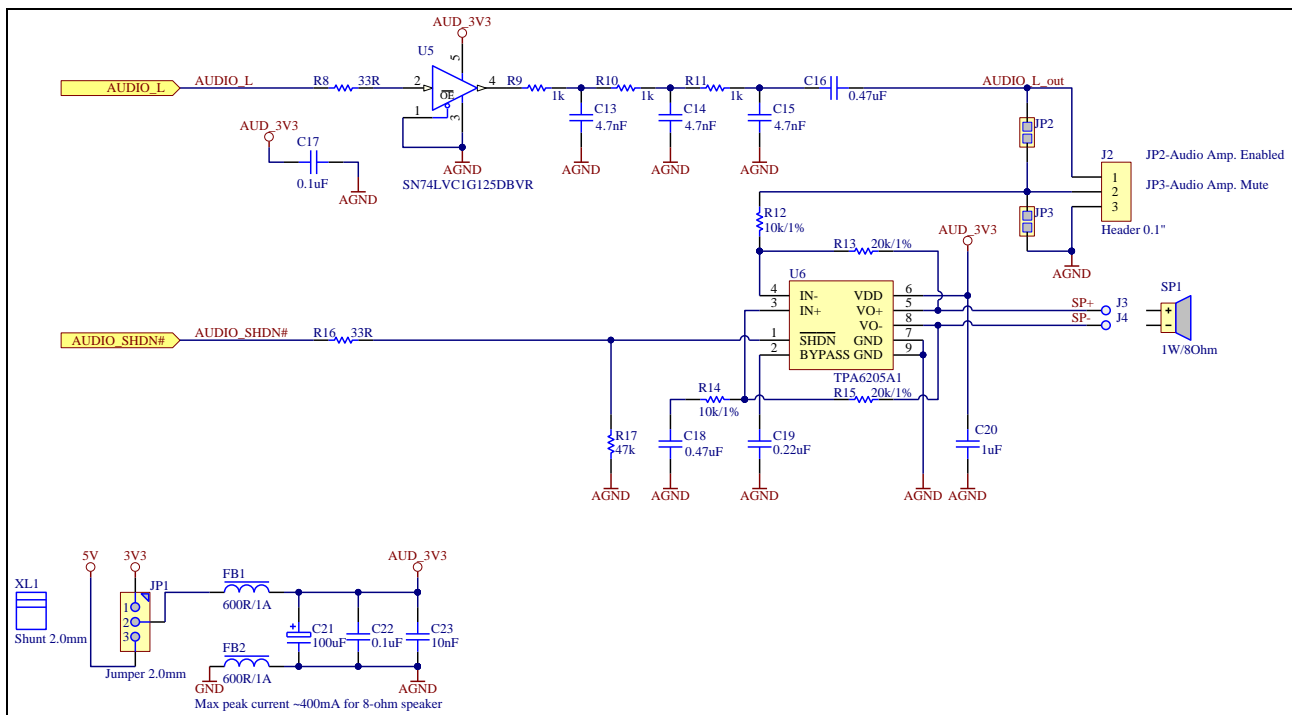 AUD_3V3
U5
5
AUDIO_L
AUDIO_L
R8
33R
2
OE
4
1
3
R9
1k
R10
1k
R11
1k
C16
0.47uF
AUDIO_L_out
C13
4.7nF
C14
4.7nF
C15
4.7nF
AUD_3V3
C17
0.1uF
AGND
AGND
AGND
AGND
AGND
SN74LVC1G125DBVR
JP2
J2
JP2-Audio Amp. Enabled
1
2
3
JP3-Audio Amp. Mute
JP3
Header 0.1"
AGND
R12
10k/1%
R13
20k/1%
AUD_3V3
U6
4
IN-
VDD
6
3
IN+
VO+
5
VO-
8
1
SHDN
GND
7
2
BYPASS
GND
9
TPA6205A1
SP+
J3
SP-
J4
SP1
+
−
1W/8Ohm
AUDIO_SHDN#
AUDIO_SHDN#
R16
33R
R14
10k/1%
R15
20k/1%
R17
47k
C18
0.47uF
C19
0.22uF
C20
1uF
AGND
AGND
AGND
AGND
AGND
5V
3V3
AUD_3V3
XL1
Shunt 2.0mm
JP1
1
2
3
Jumper 2.0mm
FB1
600R/1A
+
C21
100uF
C22
0.1uF
C23
10nF
FB2
600R/1A
GND
AGND
Max peak current ~400mA for 8-ohm speaker